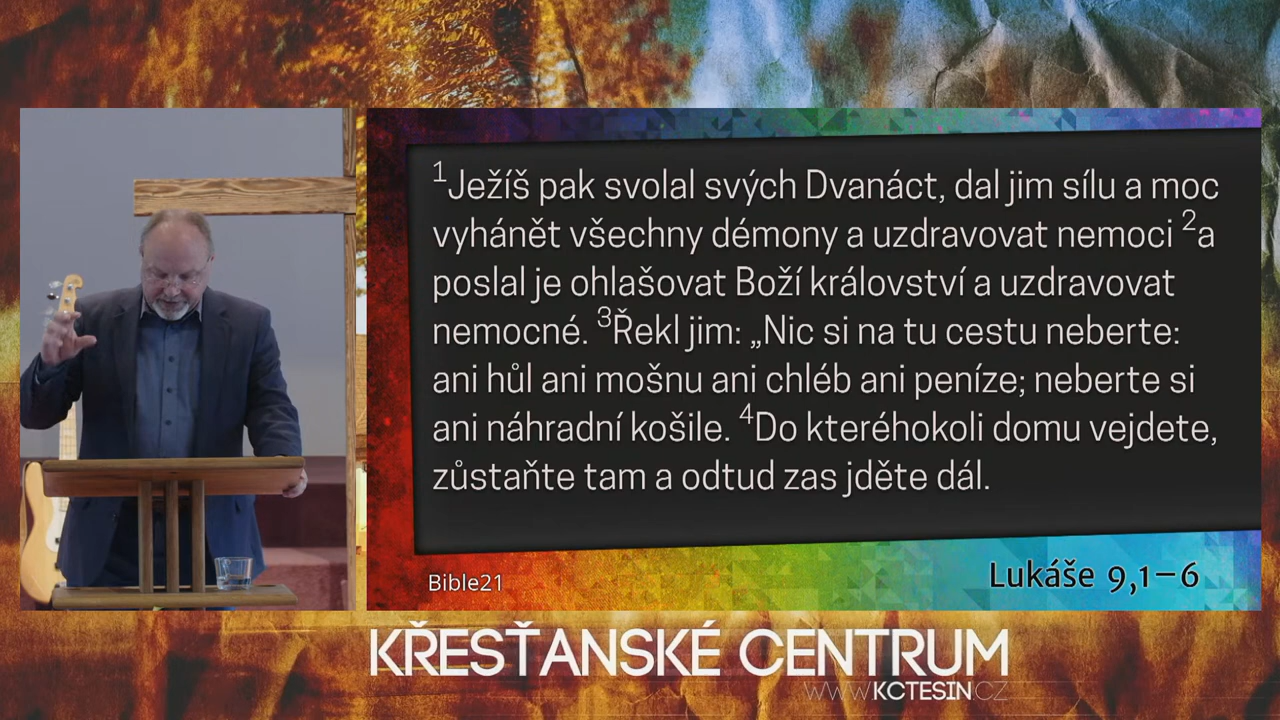 ¹Ježíš pak svolal svých Dvanáct, dal jim sílu a moc
vyhánět všechny démony a uzdravovat nemoci ²a
poslal je ohlašovat Boží království a uzdravovat
nemocné. ³Řekl jim: „Nic si na tu cestu neberte:
ani hůl ani mošnu ani chléb ani peníze; neberte si
ani náhradní košile. ⁴Do kteréhokoli domu vejdete,
zůstaňte tam a odtud zas jděte dál.
Bible21
Lukáše 9,1–6
KŘESŤANSKÉ CENTRUM
WWW.KCTESIN.CZ